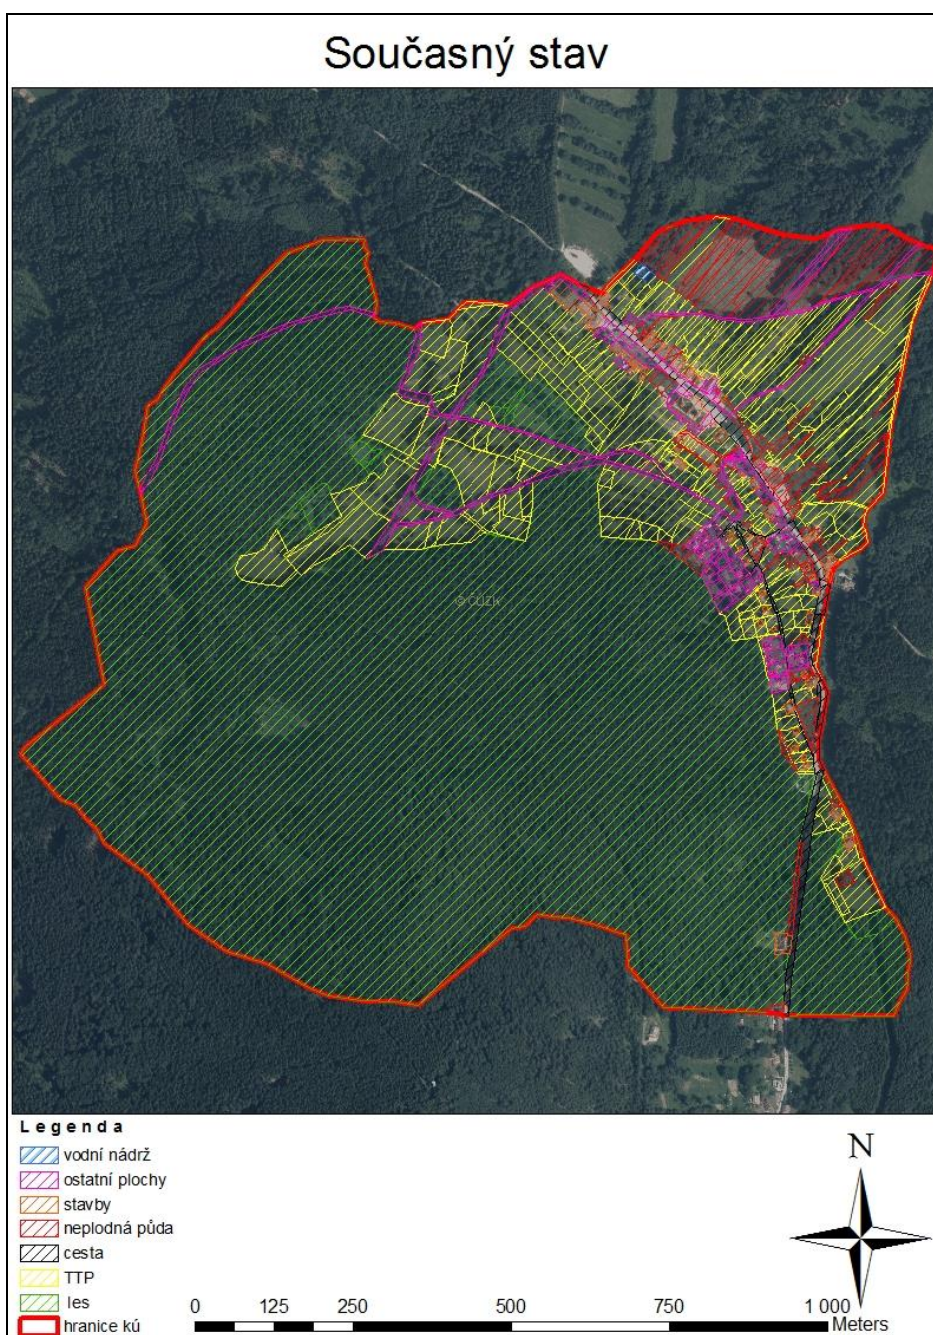 Současný stav
© ČÚZK
Legenda
vodní nádrž
ostatní plochy
stavby
neplodná půda
cesta
TTP
les
hranice kú
N
0 125 250 500 750 1 000
Meters